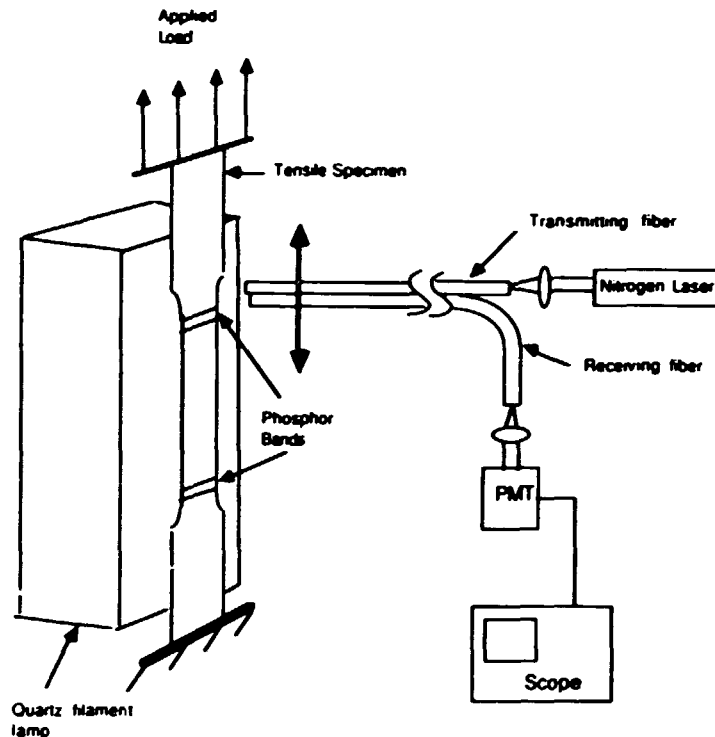 Applied
Load
Tensile Specimen
Transmitting fiber
Nitrogen Laser
Receiving fiber
Phosphor
Bands
PMT
Scope
Quartz filament
lamp